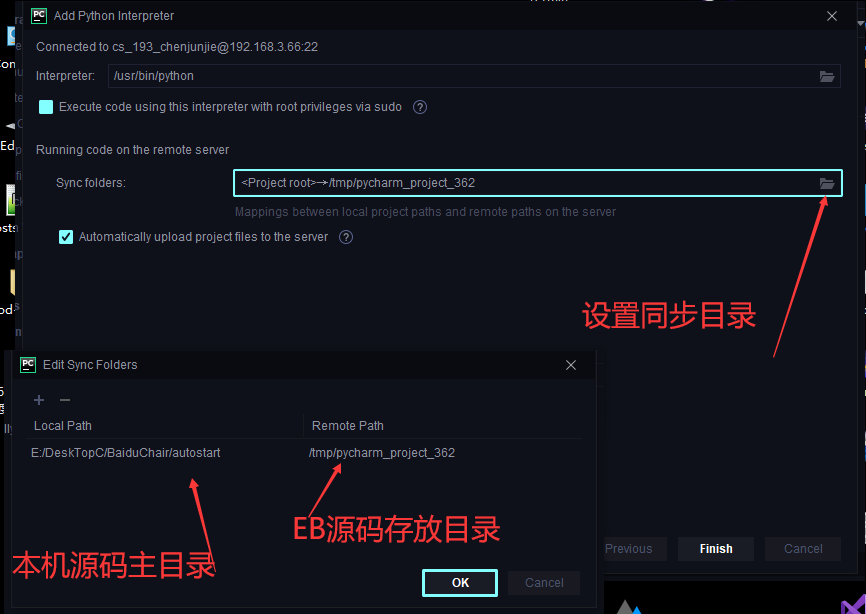 PC Add Python Interpreter
Connected to cs_193_chenjunjie@192.168.3.66:22
Interpreter: /usr/bin/python
Execute code using this interpreter with root privileges via sudo ?
Running code on the remote server
Sync folders: <Project root>→/tmp/pycharm_project_362
Mappings between local project paths and remote paths on the server
Automatically upload project files to the server ?
设置同步目录
PC Edit Sync Folders
+ −
Local Path Remote Path
E:/DeskTopC/BaiduChair/autostart /tmp/pycharm_project_362
EB源码存放目录
本机源码主目录
OK Cancel
Previous Finish Cancel